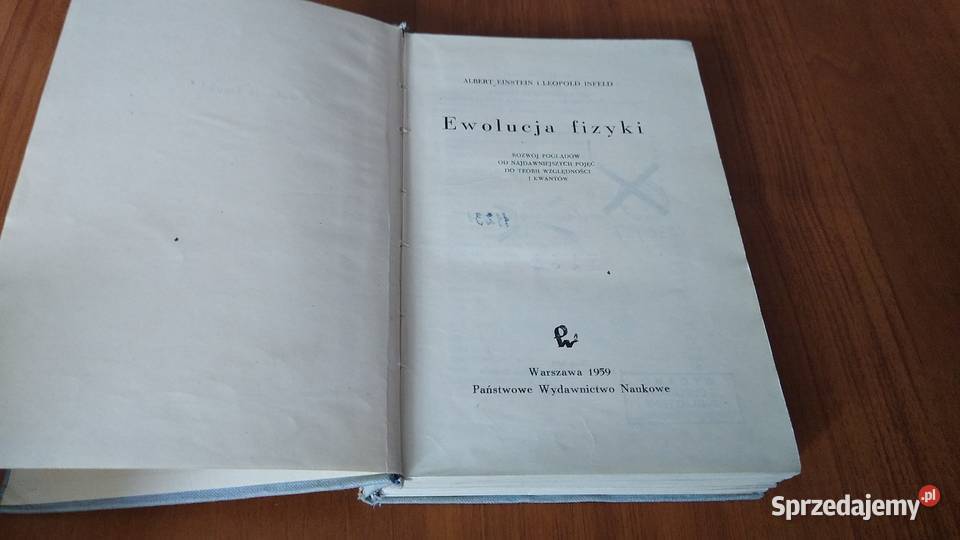 ALBERT EINSTEIN i LEOPOLD INFELD
Ewolucja fizyki
ROZWÓJ POGLĄDÓW
OD NAJDAWNIEJSZYCH POJĘĆ
DO TEORII WZGLĘDNOŚCI
I KWANTÓW
Warszawa 1959
Państwowe Wydawnictwo Naukowe
Sprzedajemy.pl